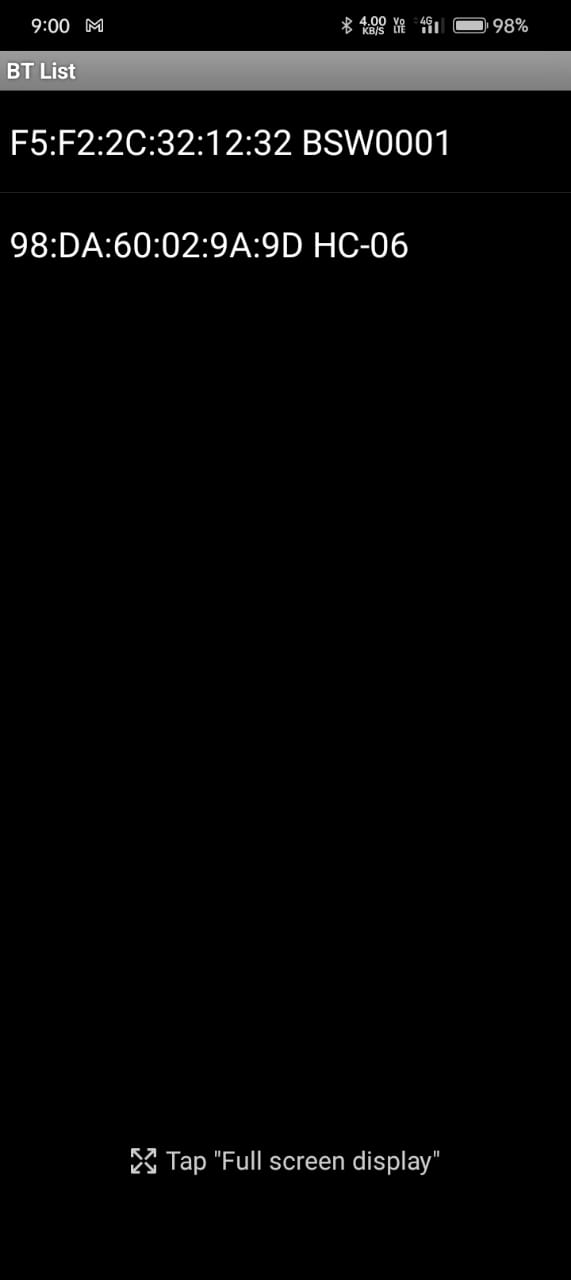 9:00
4.00 KB/S Vo LTE 4G 98%
BT List
F5:F2:2C:32:12:32 BSW0001
98:DA:60:02:9A:9D HC-06
Tap "Full screen display"